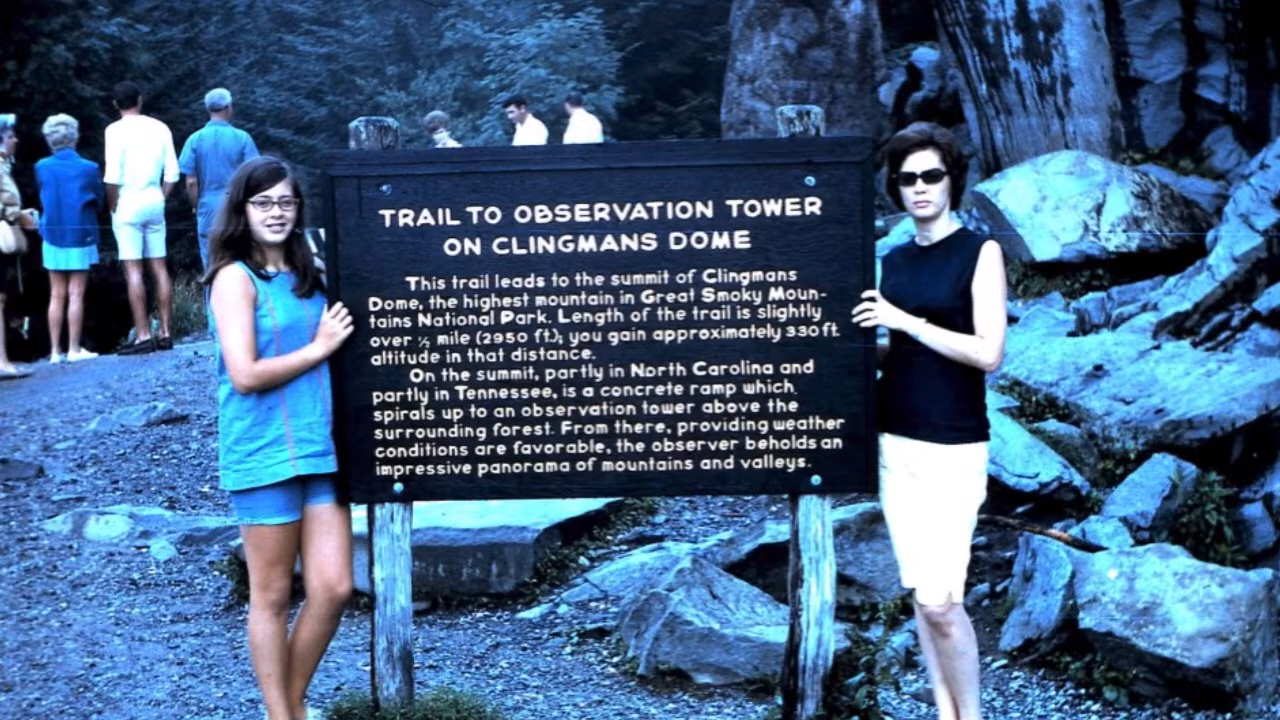 TRAIL TO OBSERVATION TOWER
ON CLINGMANS DOME
This trail leads to the summit of Clingmans
Dome, the highest mountain in Great Smoky Moun-
tains National Park. Length of the trail is slightly
over ½ mile (2950 ft.); you gain approximately 330 ft.
altitude in that distance.
On the summit, partly in North Carolina and
partly in Tennessee, is a concrete ramp which
spirals up to an observation tower above the
surrounding forest. From there, providing weather
conditions are favorable, the observer beholds an
impressive panorama of mountains and valleys.